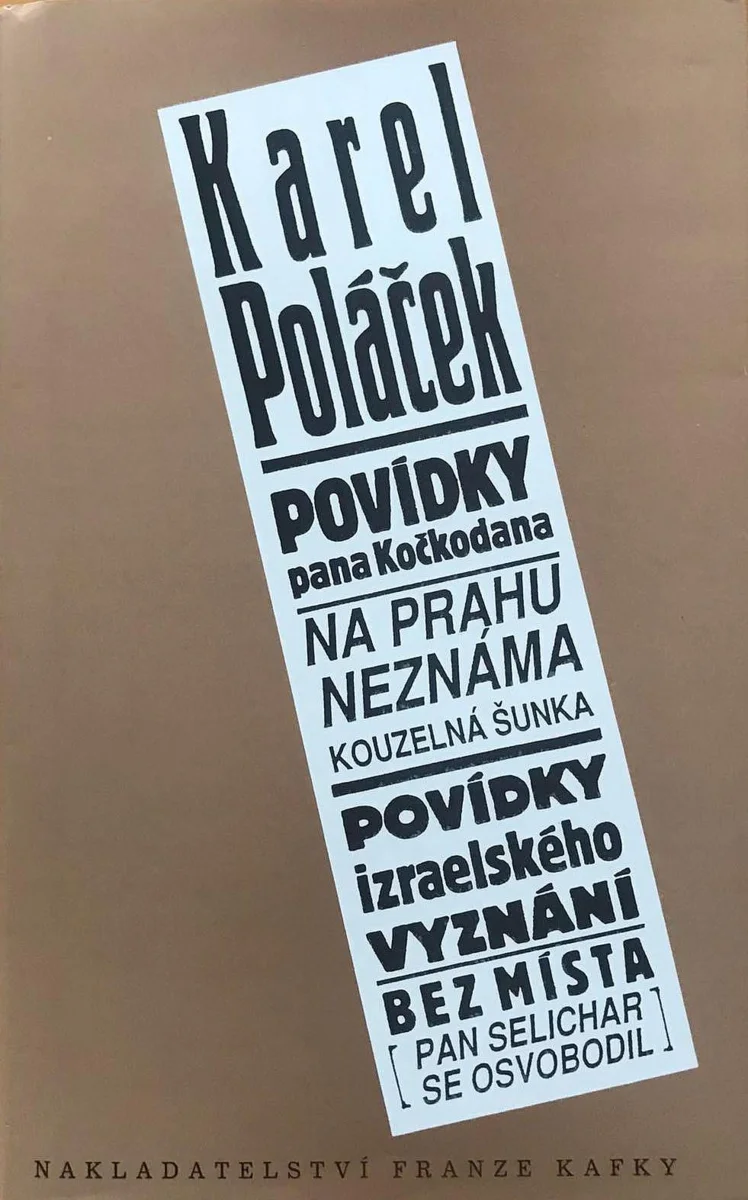 Karel
Poláček
POVÍDKY
pana Kočkodana
NA PRAHU
NEZNÁMA
KOUZELNÁ ŠUNKA
POVÍDKY
izraelského
VYZNÁNÍ
BEZ MÍSTA
[PAN SELICHAR
SE OSVOBODIL]
NAKLADATELSTVÍ FRANZE KAFKY